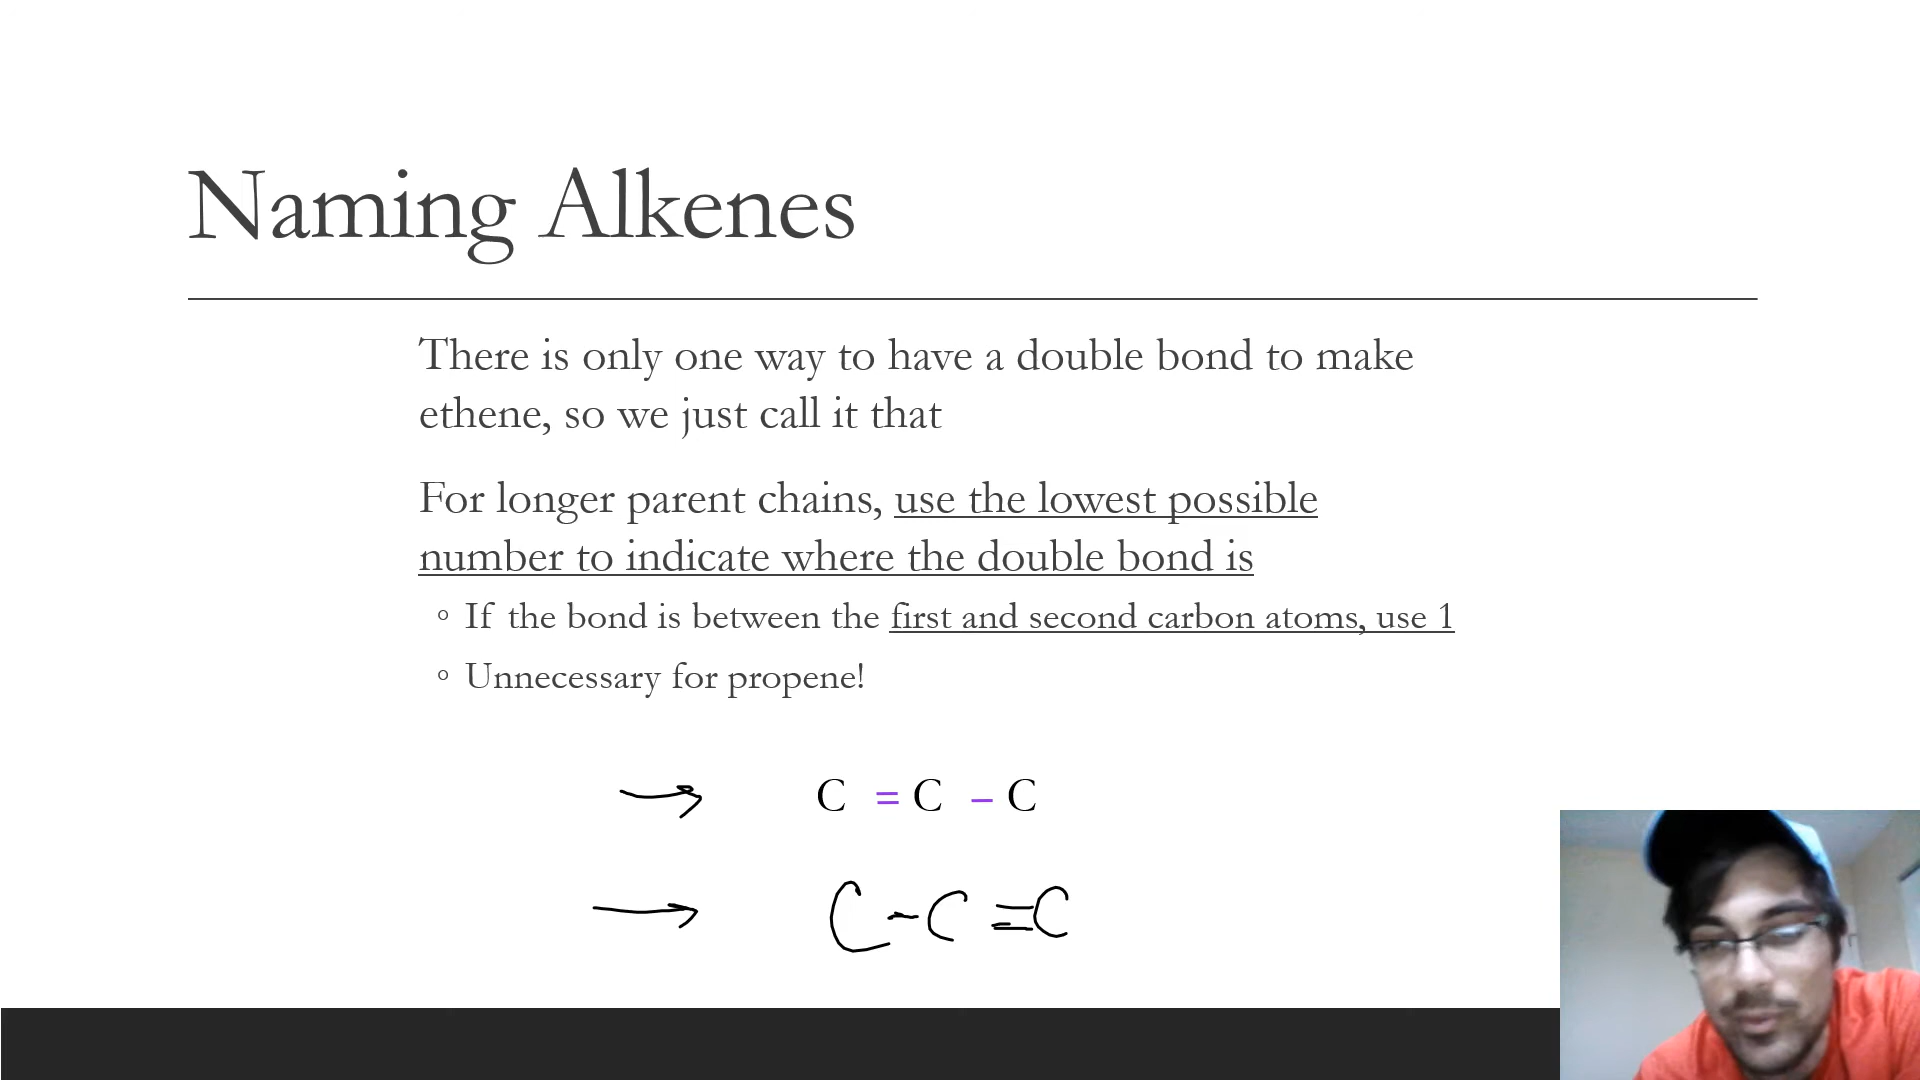 Naming Alkenes
There is only one way to have a double bond to make
ethene, so we just call it that
For longer parent chains, use the lowest possible
number to indicate where the double bond is
◦ If the bond is between the first and second carbon atoms, use 1
◦ Unnecessary for propene!
→ C = C – C
→ C - C = C